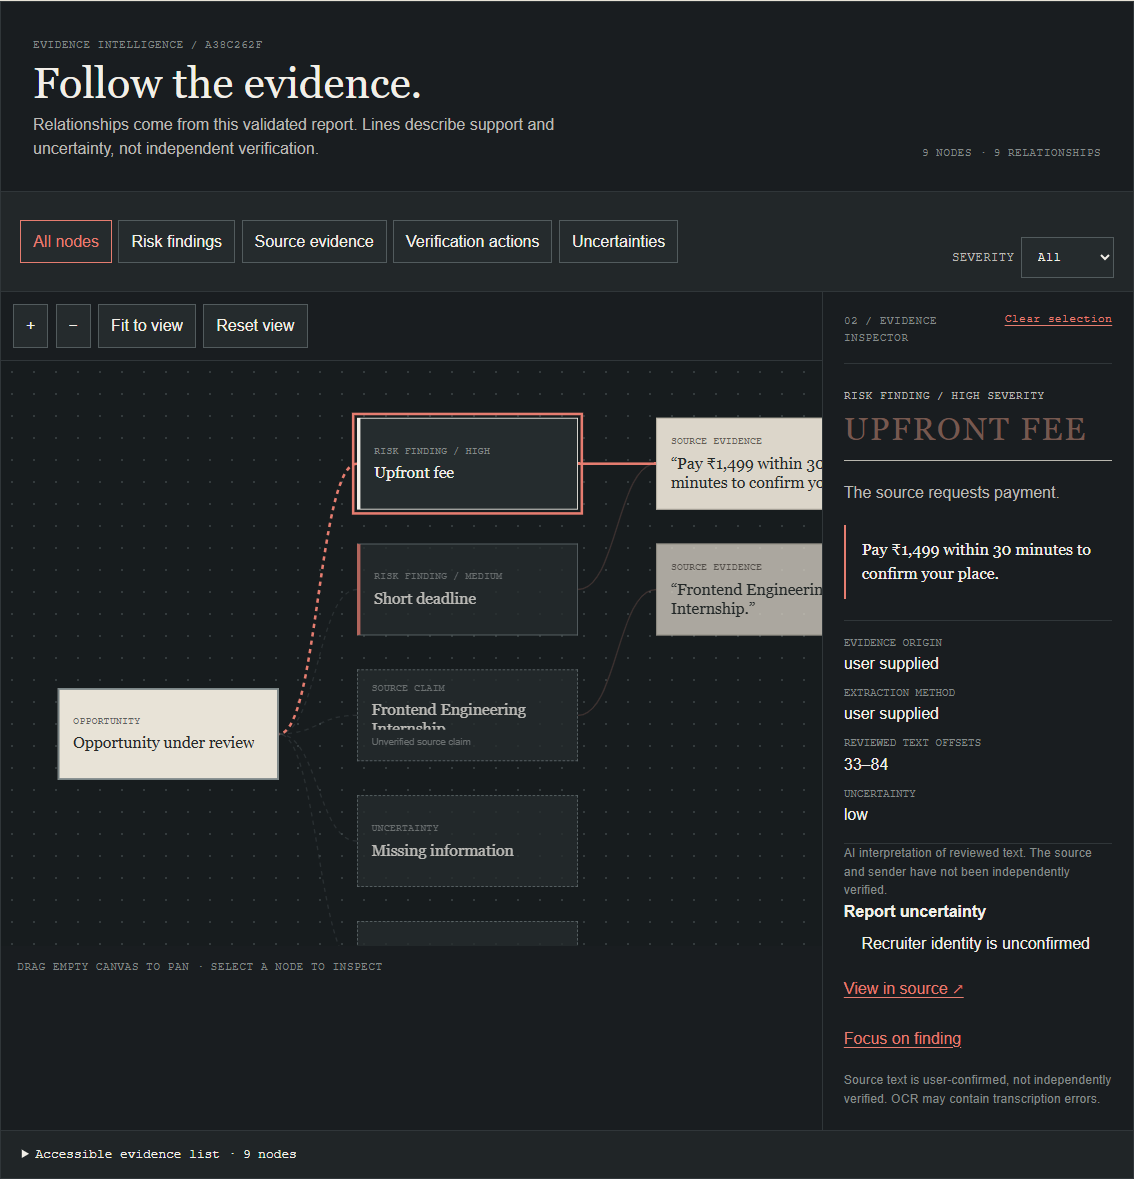 EVIDENCE INTELLIGENCE / A38C262F
Follow the evidence.
Relationships come from this validated report. Lines describe support and
uncertainty, not independent verification.
9 NODES · 9 RELATIONSHIPS
All nodes
Risk findings
Source evidence
Verification actions
Uncertainties
SEVERITY
All
+
−
Fit to view
Reset view
RISK FINDING / HIGH
Upfront fee
SOURCE EVIDENCE
“Pay ₹1,499 within 30
minutes to confirm yo
RISK FINDING / MEDIUM
Short deadline
SOURCE EVIDENCE
“Frontend Engineerin
Internship.”
SOURCE CLAIM
Frontend Engineering
Internship
Unverified source claim
OPPORTUNITY
Opportunity under review
UNCERTAINTY
Missing information
DRAG EMPTY CANVAS TO PAN · SELECT A NODE TO INSPECT
02 / EVIDENCE
INSPECTOR
Clear selection
RISK FINDING / HIGH SEVERITY
UPFRONT FEE
The source requests payment.
Pay ₹1,499 within 30 minutes to
confirm your place.
EVIDENCE ORIGIN
user supplied
EXTRACTION METHOD
user supplied
REVIEWED TEXT OFFSETS
33–84
UNCERTAINTY
low
AI interpretation of reviewed text. The source
and sender have not been independently
verified.
Report uncertainty
Recruiter identity is unconfirmed
View in source ↗
Focus on finding
Source text is user-confirmed, not independently
verified. OCR may contain transcription errors.
▶ Accessible evidence list · 9 nodes